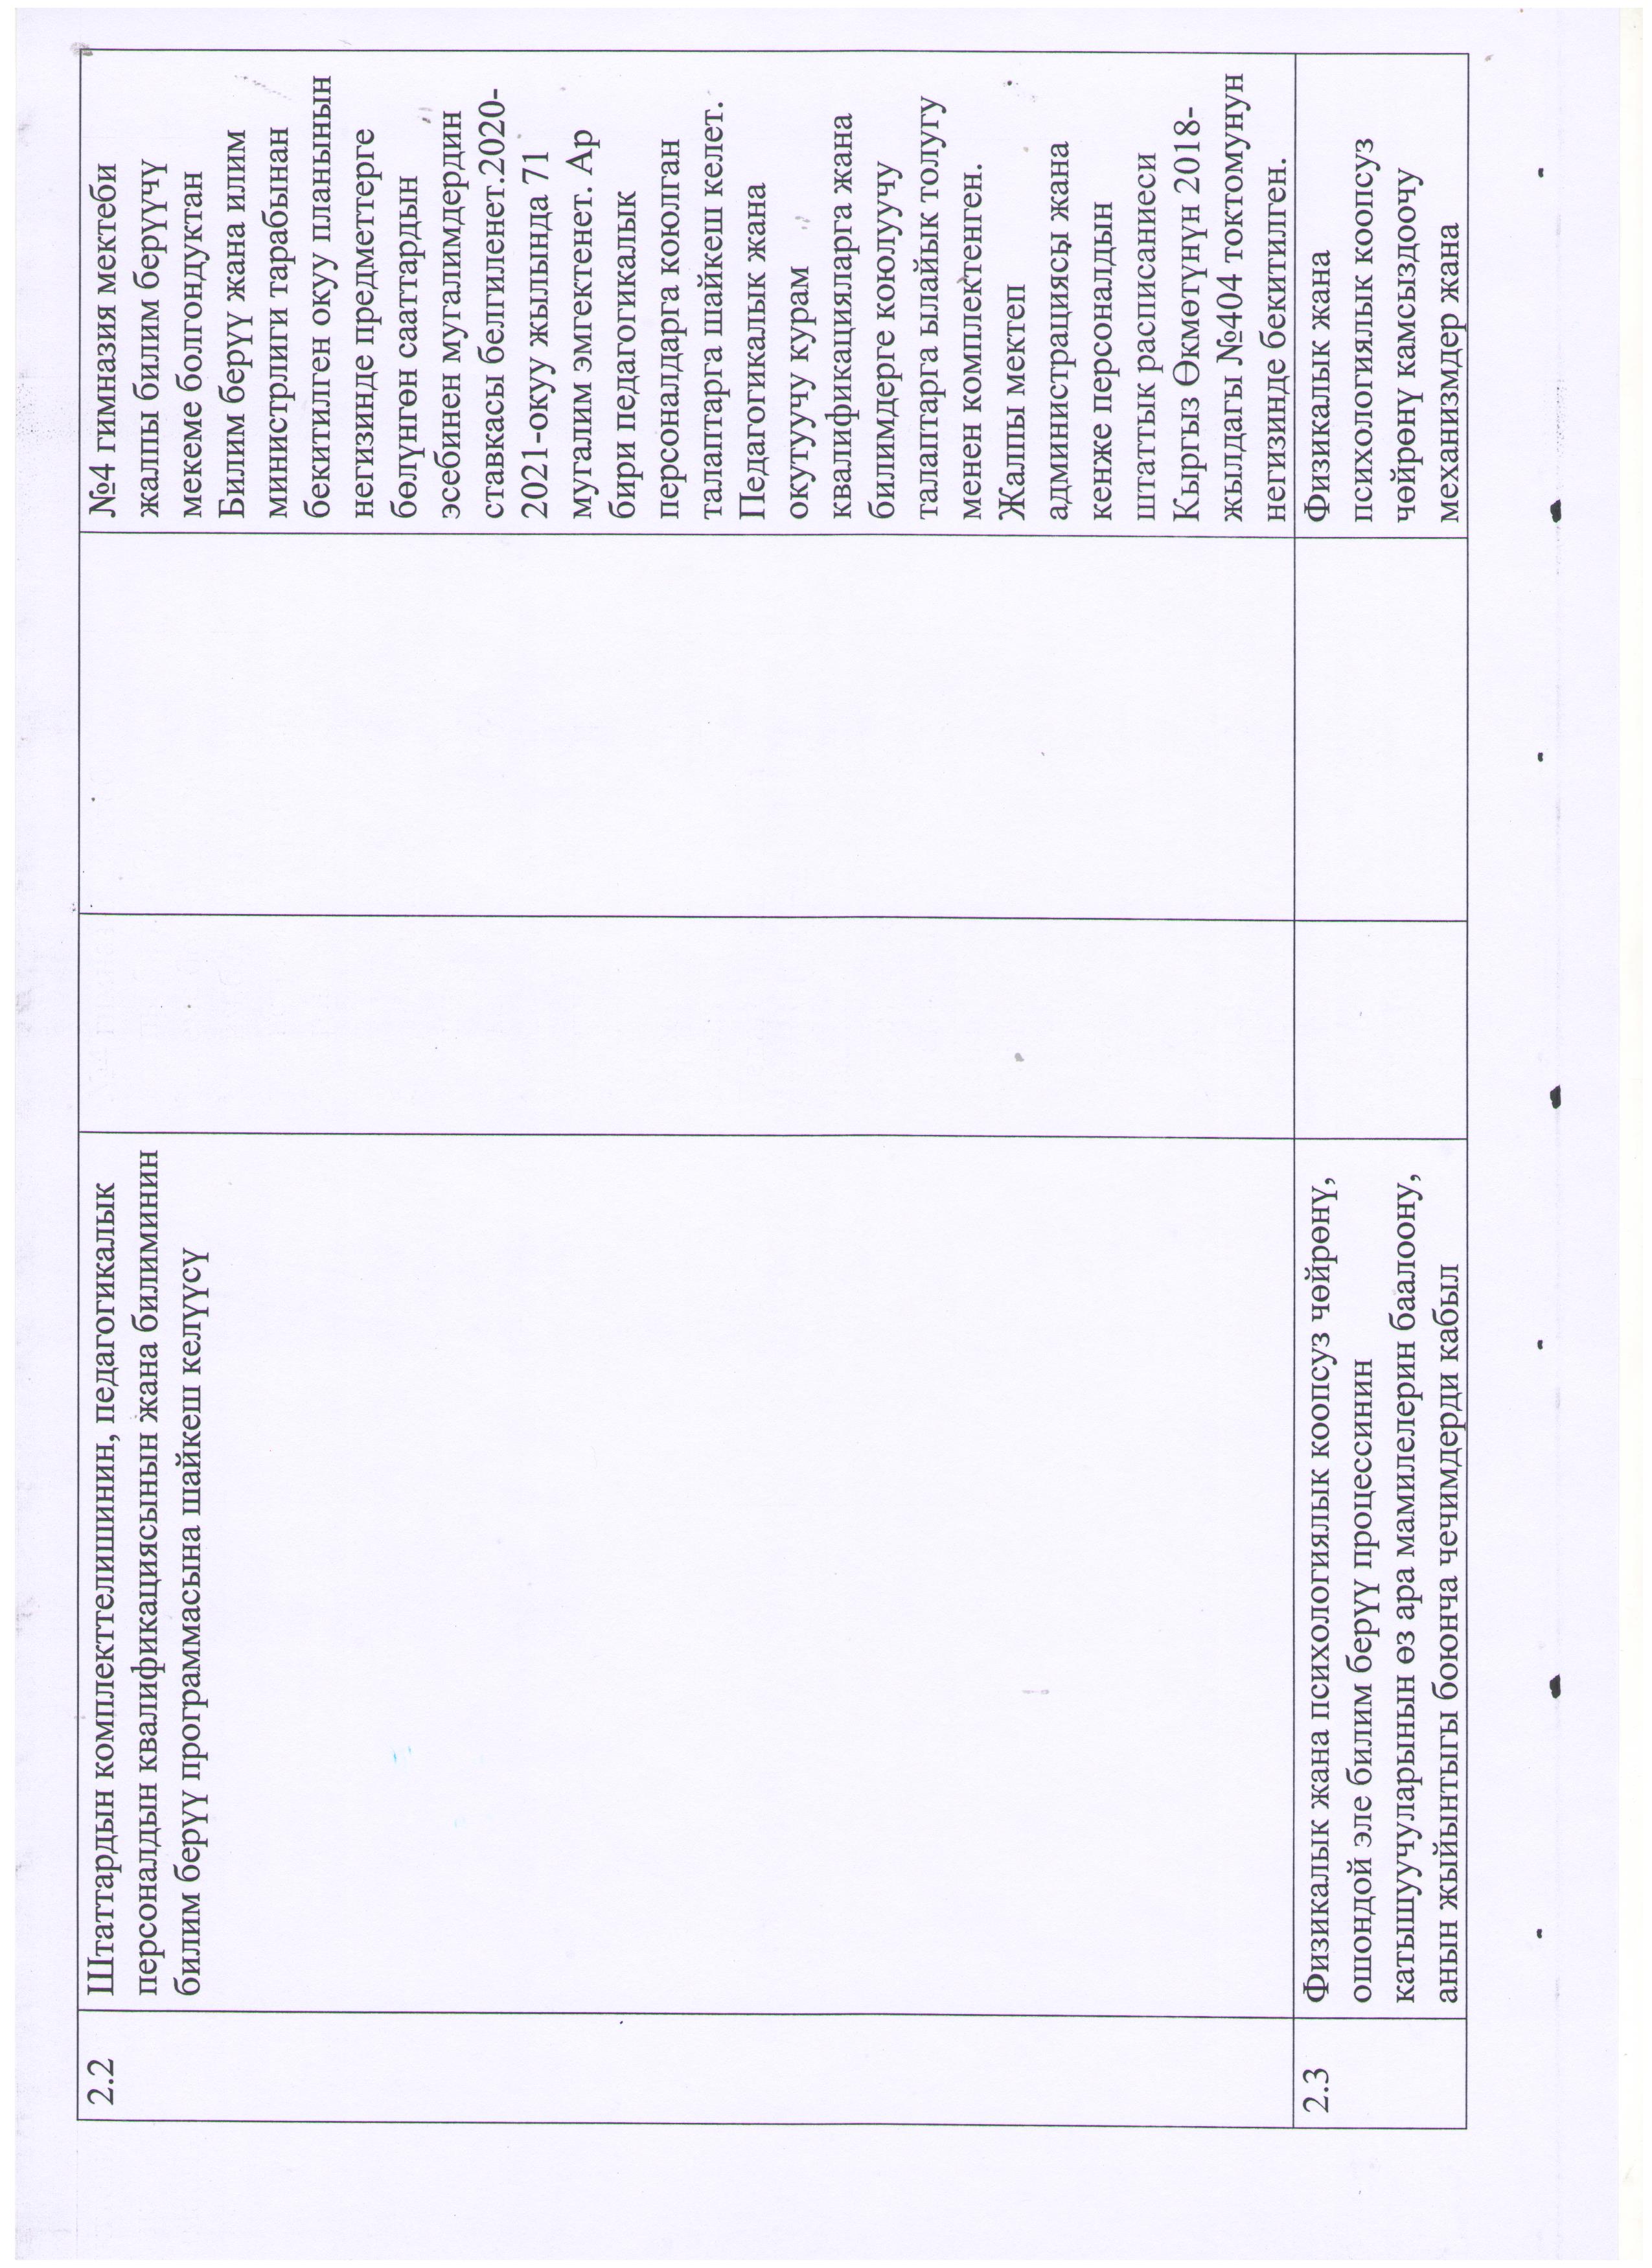 2.2
Штаттардын комплекттелишинин, педагогикалык
персоналдын квалификациясынын жана билиминин
билим берүү программасына шайкеш келүүсү
№4 гимназия мектеби
жалпы билим берүүчү
мекеме болгондуктан
Билим берүү жана илим
министрлиги тарабынан
бекитилген окуу планынын
негизинде предметтерге
бөлүнгөн сааттардын
эсебинен мугалимдердин
ставкасы белгиленет.2020-
2021-окуу жылында 71
мугалим эмгектенет. Ар
бири педагогикалык
персоналдарга коюлган
талаптарга шайкеш келет.
Педагогикалык жана
окутуучу курам
квалификацияларга жана
билимдерге коюлуучу
талаптарга ылайык толугу
менен комплектенген.
Жалпы мектеп
администрациясы жана
кенже персоналдын
штаттык расписаниеси
Кыргыз Өкмөтүнүн 2018-
жылдагы №404 токтомунун
негизинде бекитилген.
2.3
Физикалык жана психологиялык коопсуз чөйрөнү,
ошондой эле билим берүү процессинин
катышуучуларынын өз ара мамилелерин баалоону,
анын жыйынтыгы боюнча чечимдерди кабыл
Физикалык жана
психологиялык коопсуз
чөйрөнү камсыздоочу
механизмдер жана